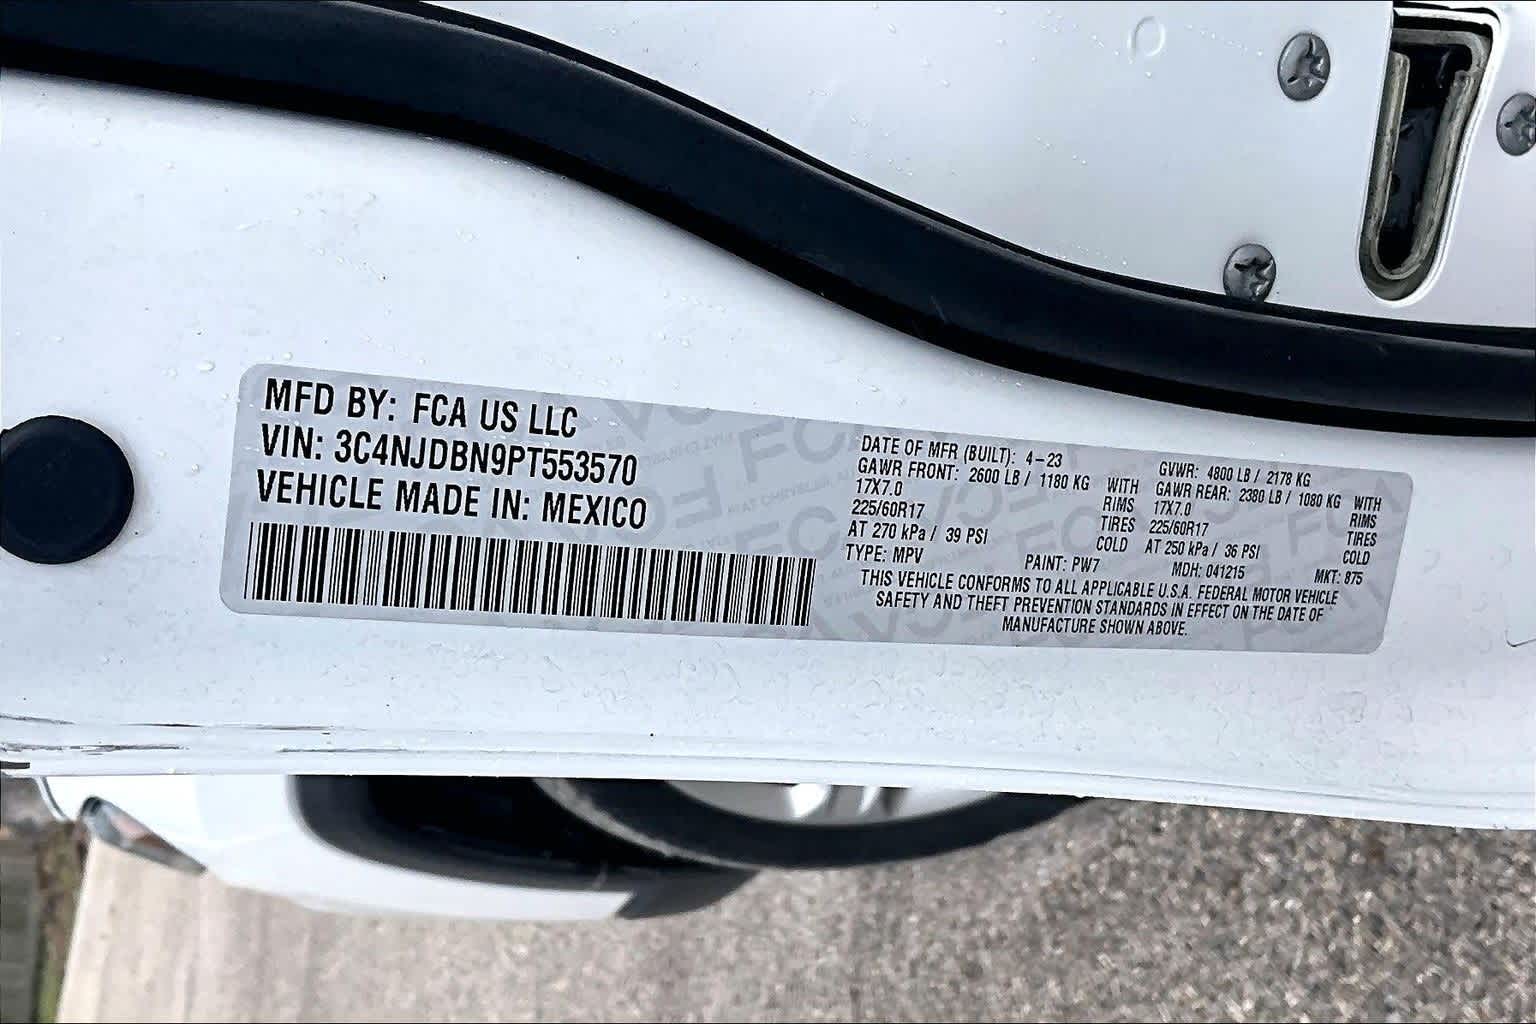 MFD BY: FCA US LLC
VIN: 3C4NJDBN9PT553570
VEHICLE MADE IN: MEXICO
DATE OF MFR (BUILT): 4-23
GAWR FRONT: 2600 LB / 1180 KG WITH
17X7.0 RIMS
225/60R17 TIRES
AT 270 kPa / 39 PSI COLD
TYPE: MPV PAINT: PW7
GVWR: 4800 LB / 2178 KG
GAWR REAR: 2380 LB / 1080 KG WITH
17X7.0 RIMS
225/60R17 TIRES
AT 250 kPa / 36 PSI COLD
MDH: 041215 MKT: 875
THIS VEHICLE CONFORMS TO ALL APPLICABLE U.S.A. FEDERAL MOTOR VEHICLE
SAFETY AND THEFT PREVENTION STANDARDS IN EFFECT ON THE DATE OF
MANUFACTURE SHOWN ABOVE.